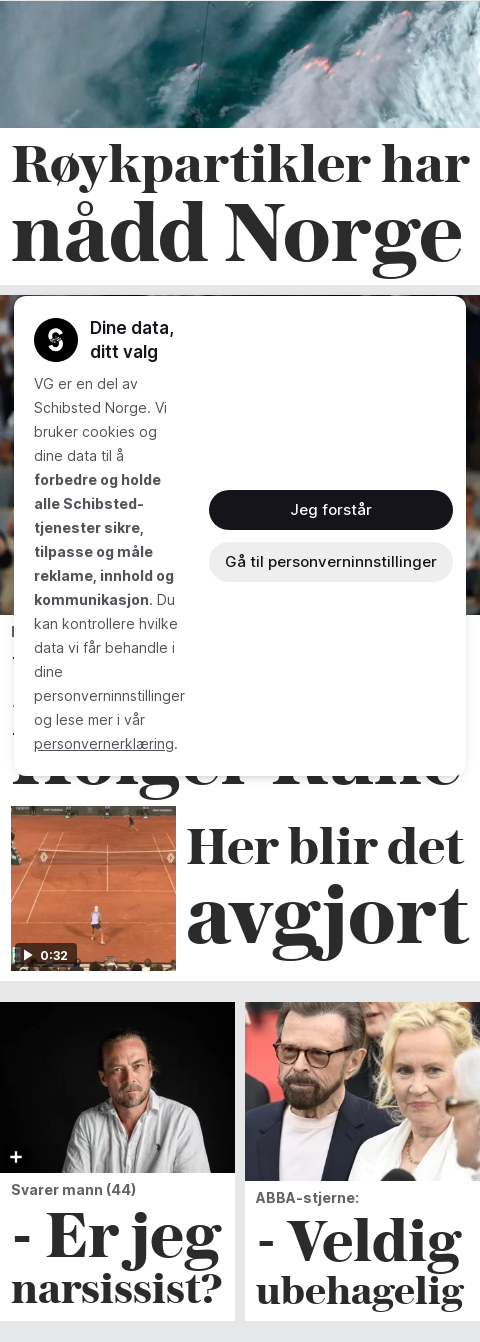 Røykpartikler har
nådd Norge
Dine data,
ditt valg
VG er en del av
Schibsted Norge. Vi
bruker cookies og
dine data til å
forbedre og holde
alle Schibsted-
tjenester sikre,
tilpasse og måle
reklame, innhold og
kommunikasjon. Du
kan kontrollere hvilke
data vi får behandle i
dine
personverninnstillinger
og lese mer i vår
personvernerklæring.
Jeg forstår
Gå til personverninnstillinger
Holger Rune
Her blir det
avgjort
0:32
Svarer mann (44)
- Er jeg
narsissist?
ABBA-stjerne:
- Veldig
ubehagelig